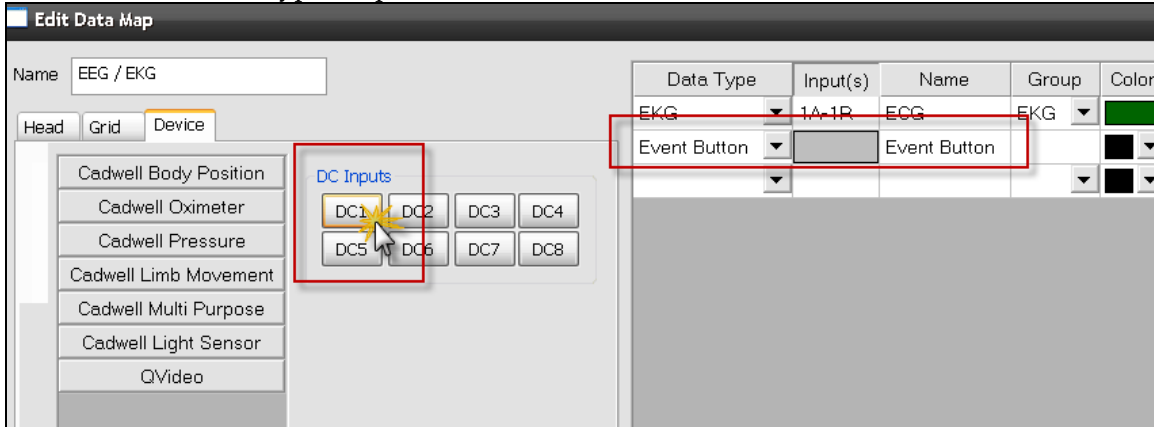 Edit Data Map
Name EEG / EKG
Head Grid Device
Cadwell Body Position
Cadwell Oximeter
Cadwell Pressure
Cadwell Limb Movement
Cadwell Multi Purpose
Cadwell Light Sensor
QVideo
DC Inputs
DC1 DC2 DC3 DC4
DC5 DC6 DC7 DC8
Data Type Input(s) Name Group Color
EKG 1A-1R ECG EKG
Event Button Event Button